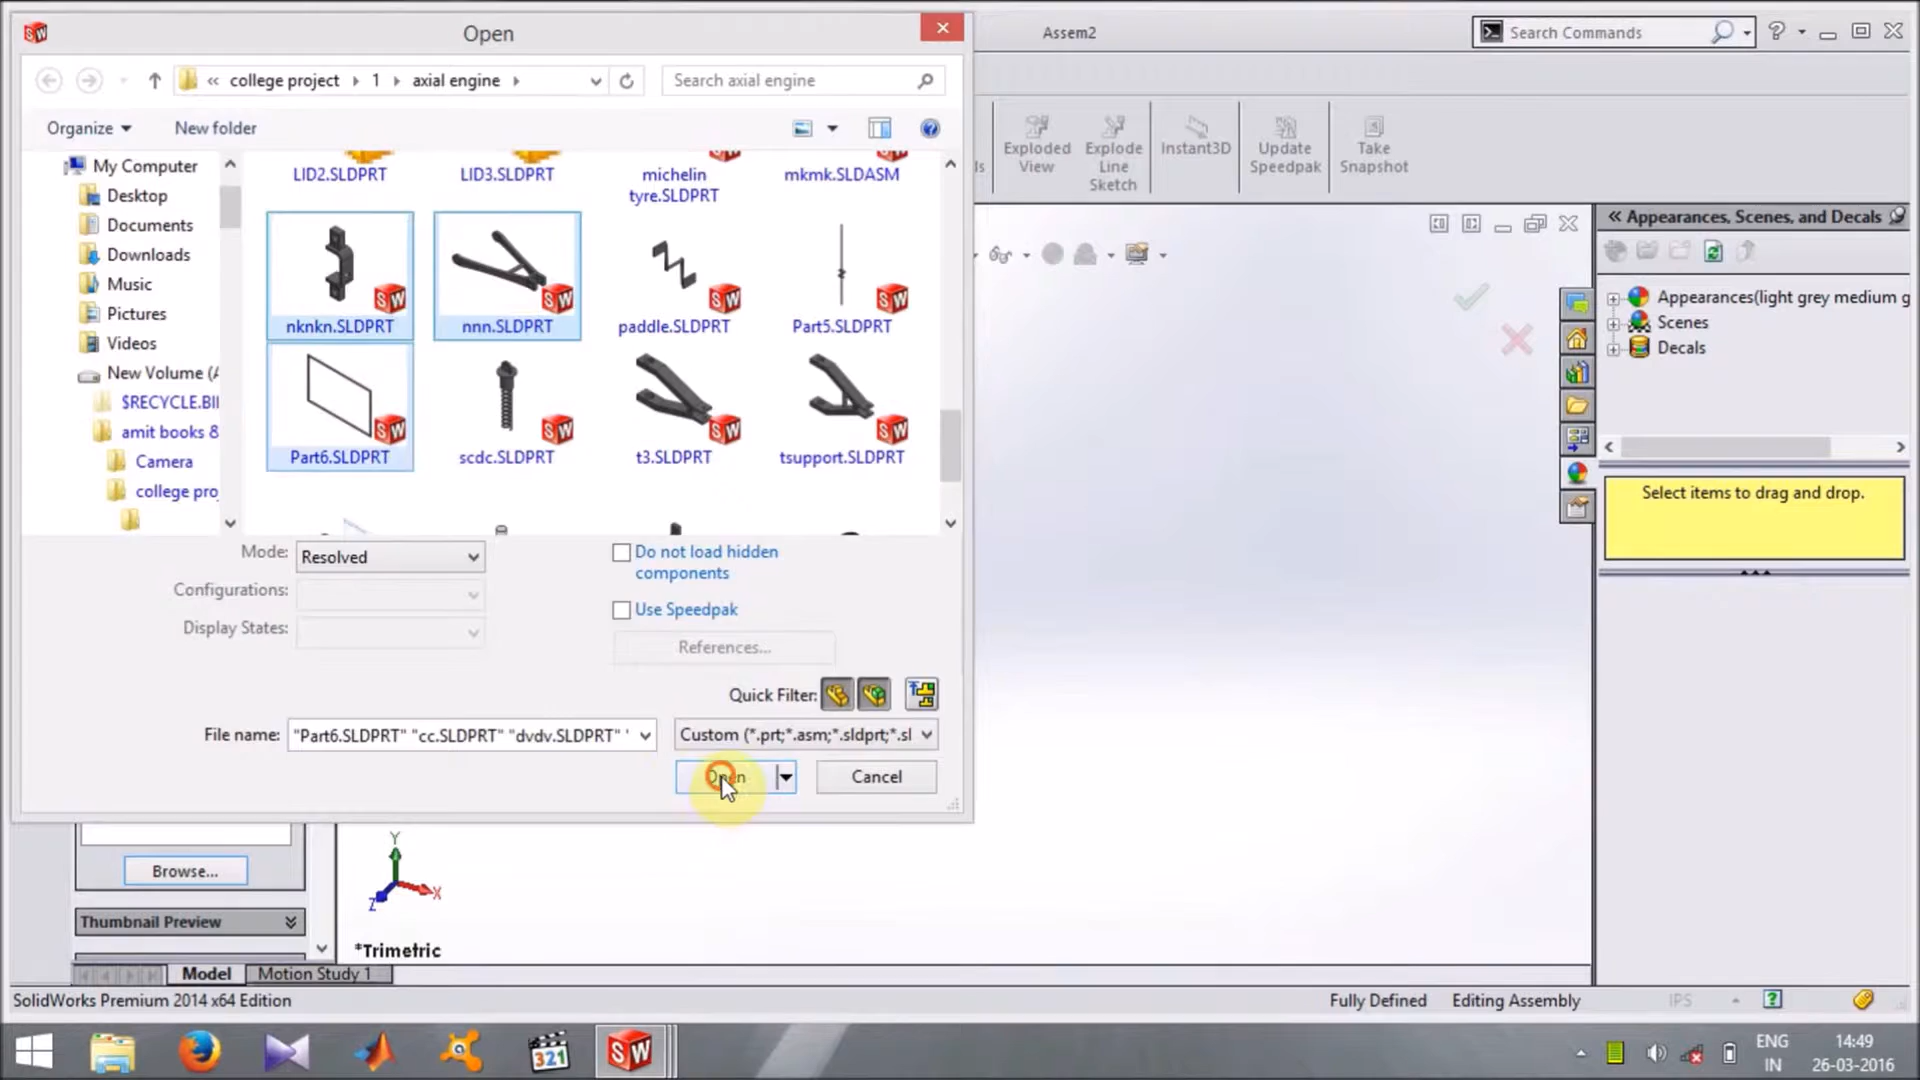 Open
Assem2
Search Commands
college project
1
axial engine
Search axial engine
Organize
New folder
My Computer
Desktop
Documents
Downloads
Music
Pictures
Videos
New Volume (A
$RECYCLE.BI
amit books &
Camera
college pro
LID2.SLDPRT
LID3.SLDPRT
michelin
tyre.SLDPRT
mkmk.SLDASM
nknkn.SLDPRT
nnn.SLDPRT
paddle.SLDPRT
Part5.SLDPRT
Part6.SLDPRT
scdc.SLDPRT
t3.SLDPRT
tsupport.SLDPRT
Mode:
Resolved
Do not load hidden
components
Configurations:
Use Speedpak
Display States:
References...
Quick Filter:
File name:
"Part6.SLDPRT" "cc.SLDPRT" "dvdv.SLDPRT" "
Custom (*.prt;*.asm;*.sldprt;*.sl
Open
Cancel
Exploded
View
Explode
Line
Sketch
Instant3D
Update
Speedpak
Take
Snapshot
Appearances, Scenes, and Decals
Appearances(light grey medium g
Scenes
Decals
Select items to drag and drop.
Browse...
Thumbnail Preview
Y
X
Z
*Trimetric
Model
Motion Study 1
SolidWorks Premium 2014 x64 Edition
Fully Defined
Editing Assembly
IPS
SW
321
ENG
IN
14:49
26-03-2016